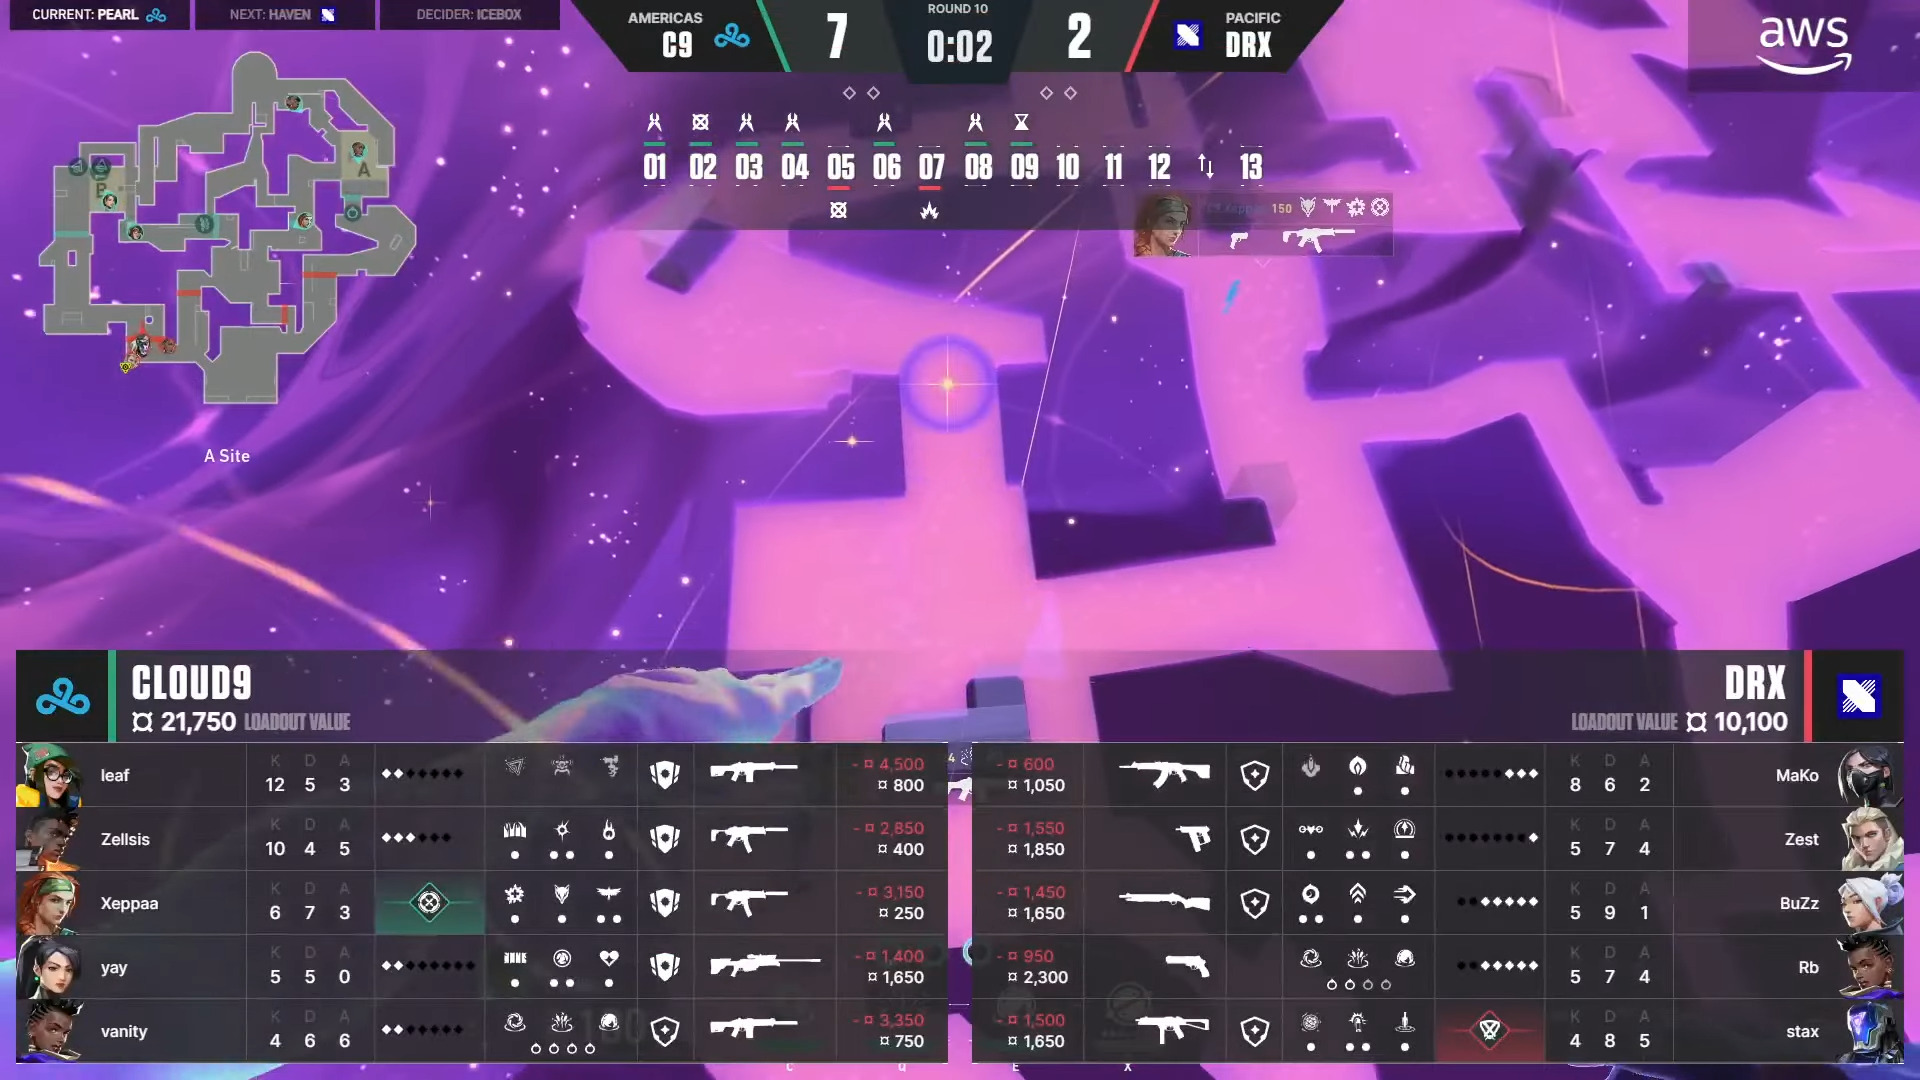 CURRENT: PEARL
NEXT: HAVEN
DECIDER: ICEBOX
AMERICAS
C9
7
ROUND 10
0:02
2
PACIFIC
DRX
aws
01 02 03 04 05 06 07 08 09 10 11 12 13
150
A
B
A Site
CLOUD9
21,750 LOADOUT VALUE
DRX
LOADOUT VALUE 10,100
leaf
K D A
12 5 3
- 4,500
800
Zellsis
K D A
10 4 5
- 2,850
400
Xeppaa
K D A
6 7 3
- 3,150
250
yay
K D A
5 5 0
- 1,400
1,650
vanity
K D A
4 6 6
- 3,350
750
- 600
1,050
K D A
8 6 2
MaKo
- 1,550
1,850
K D A
5 7 4
Zest
- 1,450
1,650
K D A
5 9 1
BuZz
- 950
2,300
K D A
5 7 4
Rb
- 1,500
1,650
K D A
4 8 5
stax
C Q E X